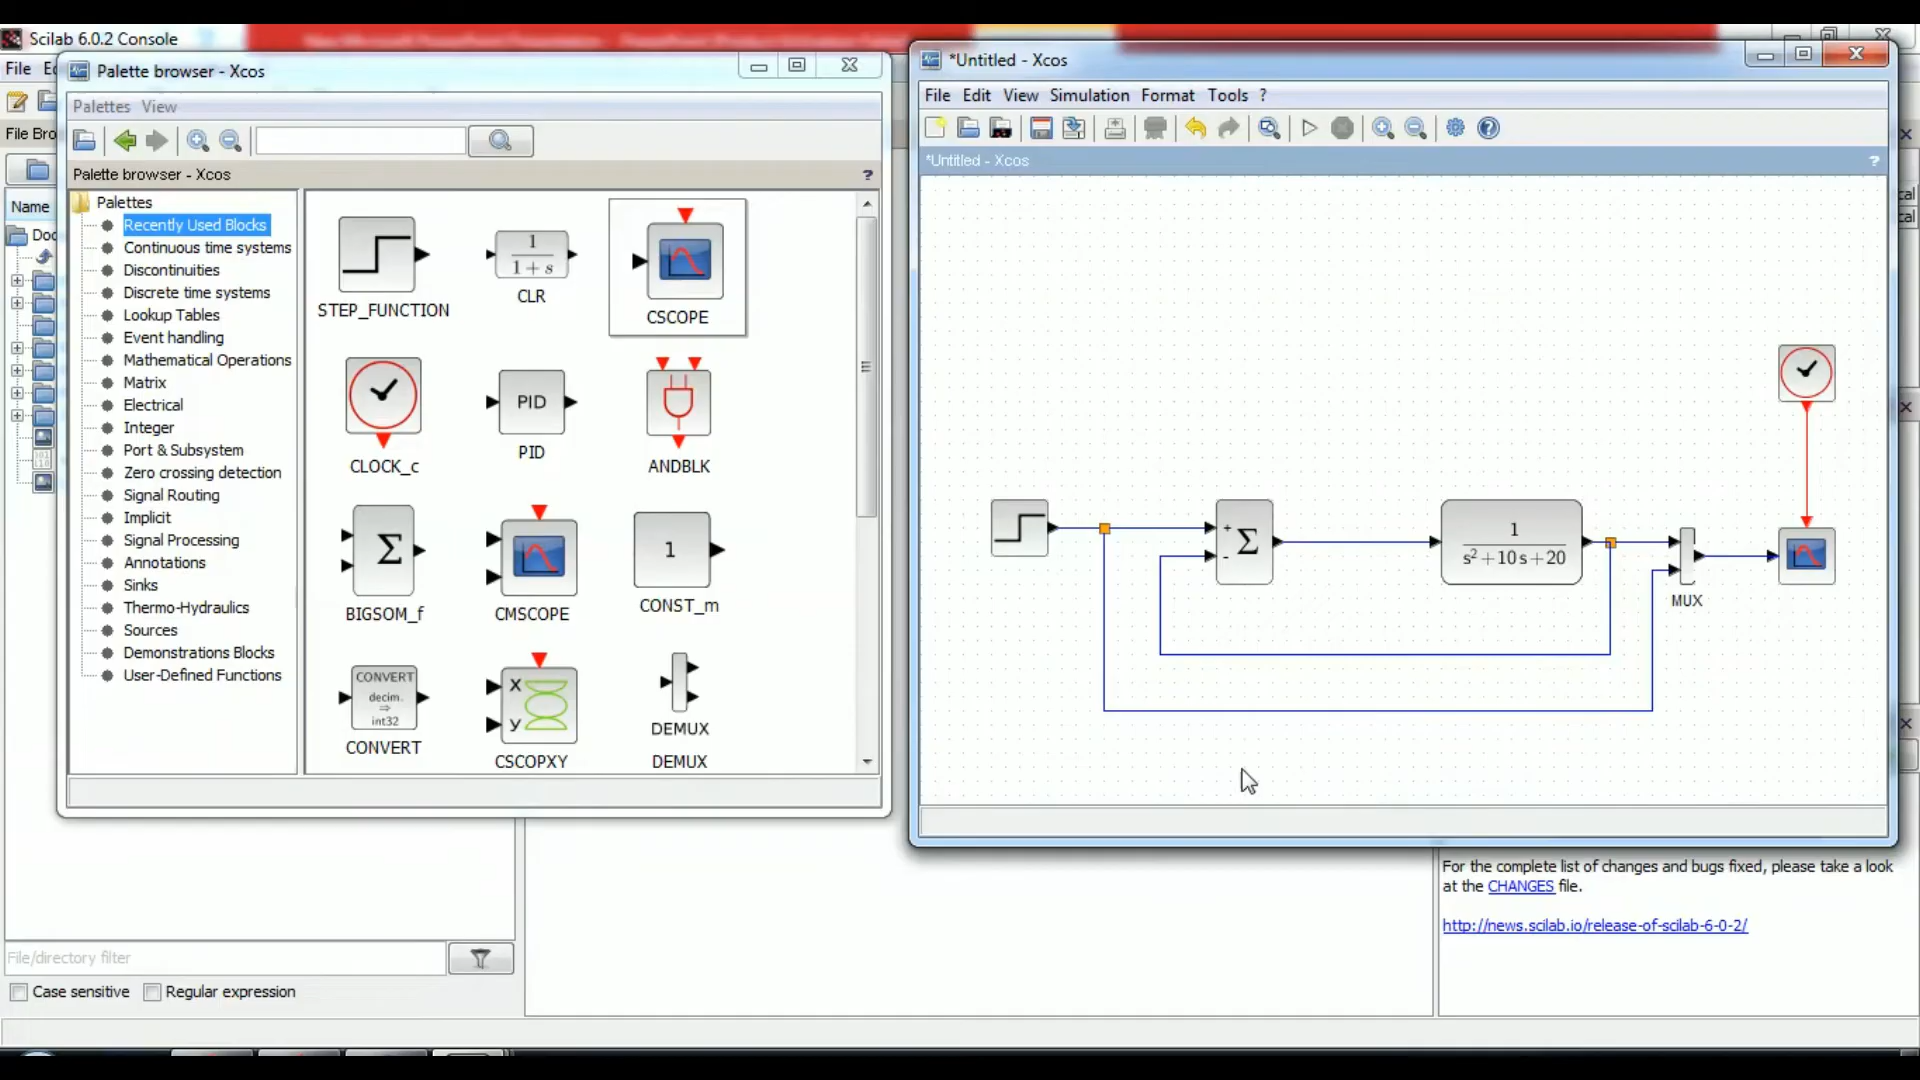 Scilab 6.0.2 Console
File
Palette browser - Xcos
Palettes View
File Bro
Palette browser - Xcos
?
Name
Palettes
Recently Used Blocks
Continuous time systems
Discontinuities
Discrete time systems
Lookup Tables
Event handling
Mathematical Operations
Matrix
Electrical
Integer
Port & Subsystem
Zero crossing detection
Signal Routing
Implicit
Signal Processing
Annotations
Sinks
Thermo-Hydraulics
Sources
Demonstrations Blocks
User-Defined Functions
STEP_FUNCTION
1
1 + s
CLR
CSCOPE
CLOCK_c
PID
PID
ANDBLK
Σ
BIGSOM_f
CMSCOPE
1
CONST_m
CONVERT
decim.
⇒
int32
CONVERT
X
y
CSCOPXY
DEMUX
DEMUX
*Untitled - Xcos
File Edit View Simulation Format Tools ?
*Untitled - Xcos
?
+
Σ
-
1
s²+10s+20
MUX
For the complete list of changes and bugs fixed, please take a look
at the CHANGES file.
http://news.scilab.io/release-of-scilab-6-0-2/
File/directory filter
Case sensitive
Regular expression